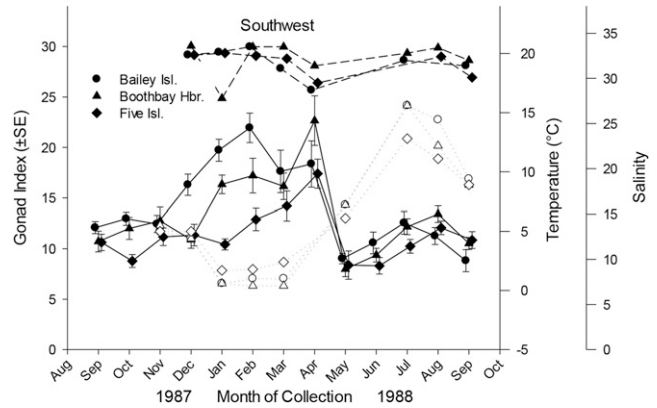 Southwest
30
25
20
15
10
5
0
Gonad Index (±SE)
Bailey Isl.
Boothbay Hbr.
Five Isl.
20
15
10
5
0
-5
Temperature (°C)
35
30
25
20
15
10
5
0
Salinity
Aug Sep Oct Nov Dec Jan Feb Mar Apr May Jun Jul Aug Sep Oct
1987 Month of Collection 1988